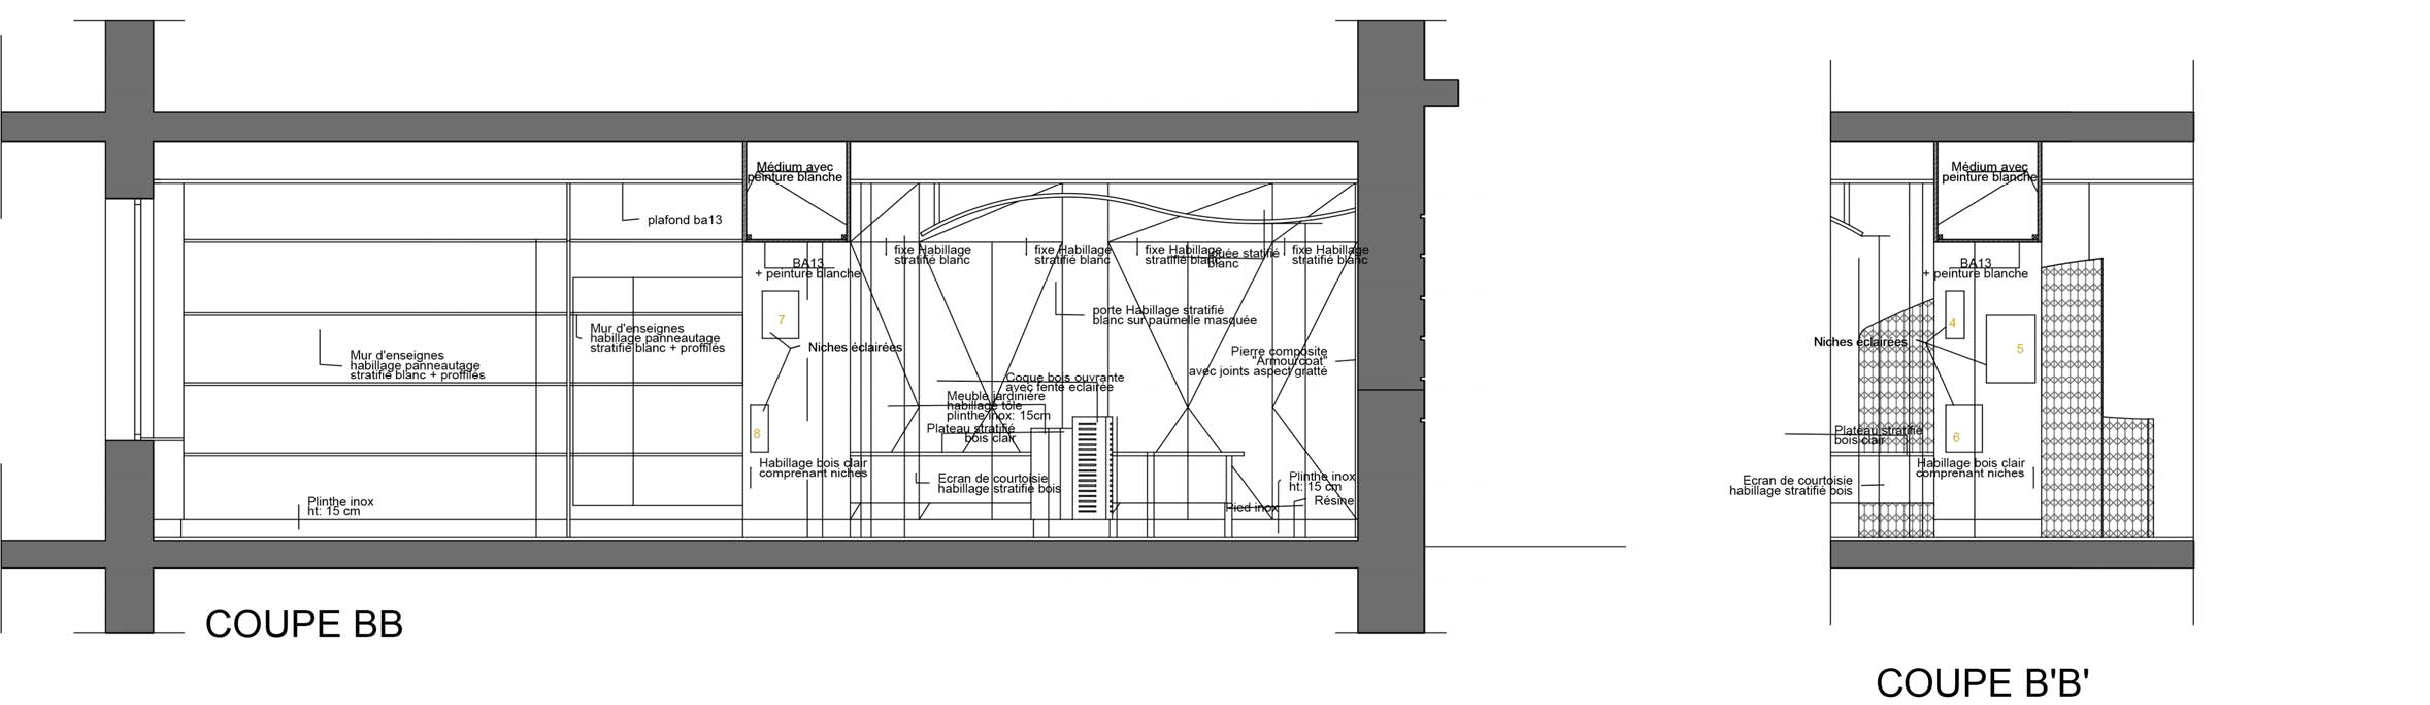 Médium avec
peinture blanche
plafond ba13
BA13
+ peinture blanche
fixe Habillage
stratifié blanc
fixe Habillage
stratifié blanc
fixe Habillage
stratifié blanc
statifié
blanc
fixe Habillage
stratifié blanc
7
Niches éclairées
porte Habillage stratifié
blanc sur paumelle masquée
Mur d'enseignes
habillage panneautage
stratifié blanc + proffilés
Mur d'enseignes
habillage panneautage
stratifié blanc + proffilés
Pierre composite
"Armourcoat"
avec joints aspect gratté
Coque bois ouvrante
avec fente eclairée
Meuble jardinière
habillage tôle
plinthe inox: 15cm
Plateau stratifié
bois clair
8
Habillage bois clair
comprenant niches
Ecran de courtoisie
habillage stratifié bois
Plinthe inox
ht: 15 cm
Résine
Pied inox
Plinthe inox
ht: 15 cm
COUPE BB
Médium avec
peinture blanche
BA13
+ peinture blanche
4
Niches éclairées
5
Plateau stratifié
bois clair
6
Habillage bois clair
comprenant niches
Ecran de courtoisie
habillage stratifié bois
COUPE B'B'